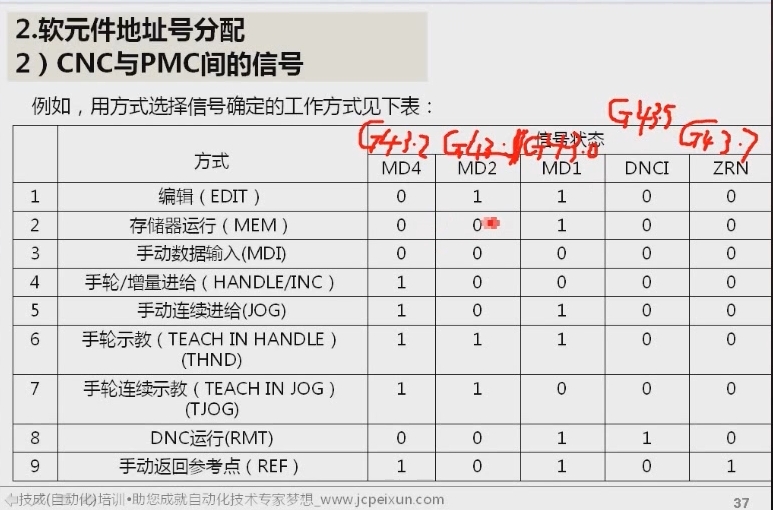 2.软元件地址号分配
2）CNC与PMC间的信号
例如，用方式选择信号确定的工作方式见下表：
方式 信号状态
G43.2 G43. G43.0 G435 G43.7
MD4 MD2 MD1 DNCI ZRN
1 编辑（EDIT） 0 1 1 0 0
2 存储器运行（MEM） 0 0 1 0 0
3 手动数据输入(MDI) 0 0 0 0 0
4 手轮/增量进给（HANDLE/INC） 1 0 0 0 0
5 手动连续进给(JOG) 1 0 1 0 0
6 手轮示教（TEACH IN HANDLE） 1 1 1 0 0
(THND)
7 手轮连续示教（TEACH IN JOG） 1 1 0 0 0
(TJOG)
8 DNC运行(RMT) 0 0 1 1 0
9 手动返回参考点（REF） 1 0 1 0 1
技成(自动化)培训•助您成就自动化技术专家梦想_www.jcpeixun.com
37